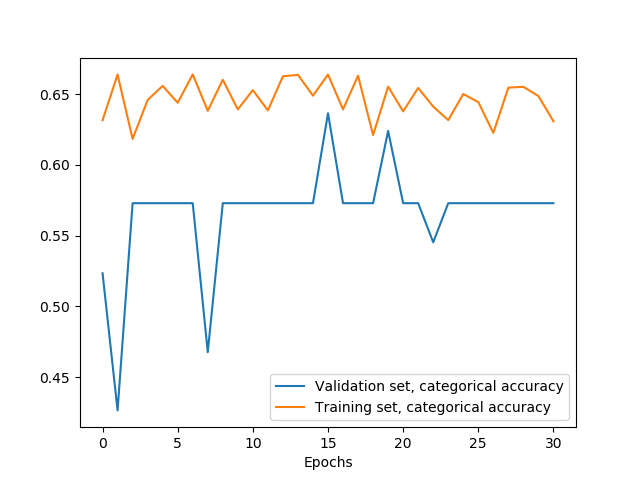 0.65
0.60
0.55
0.50
0.45
Validation set, categorical accuracy
Training set, categorical accuracy
0 5 10 15 20 25 30
Epochs